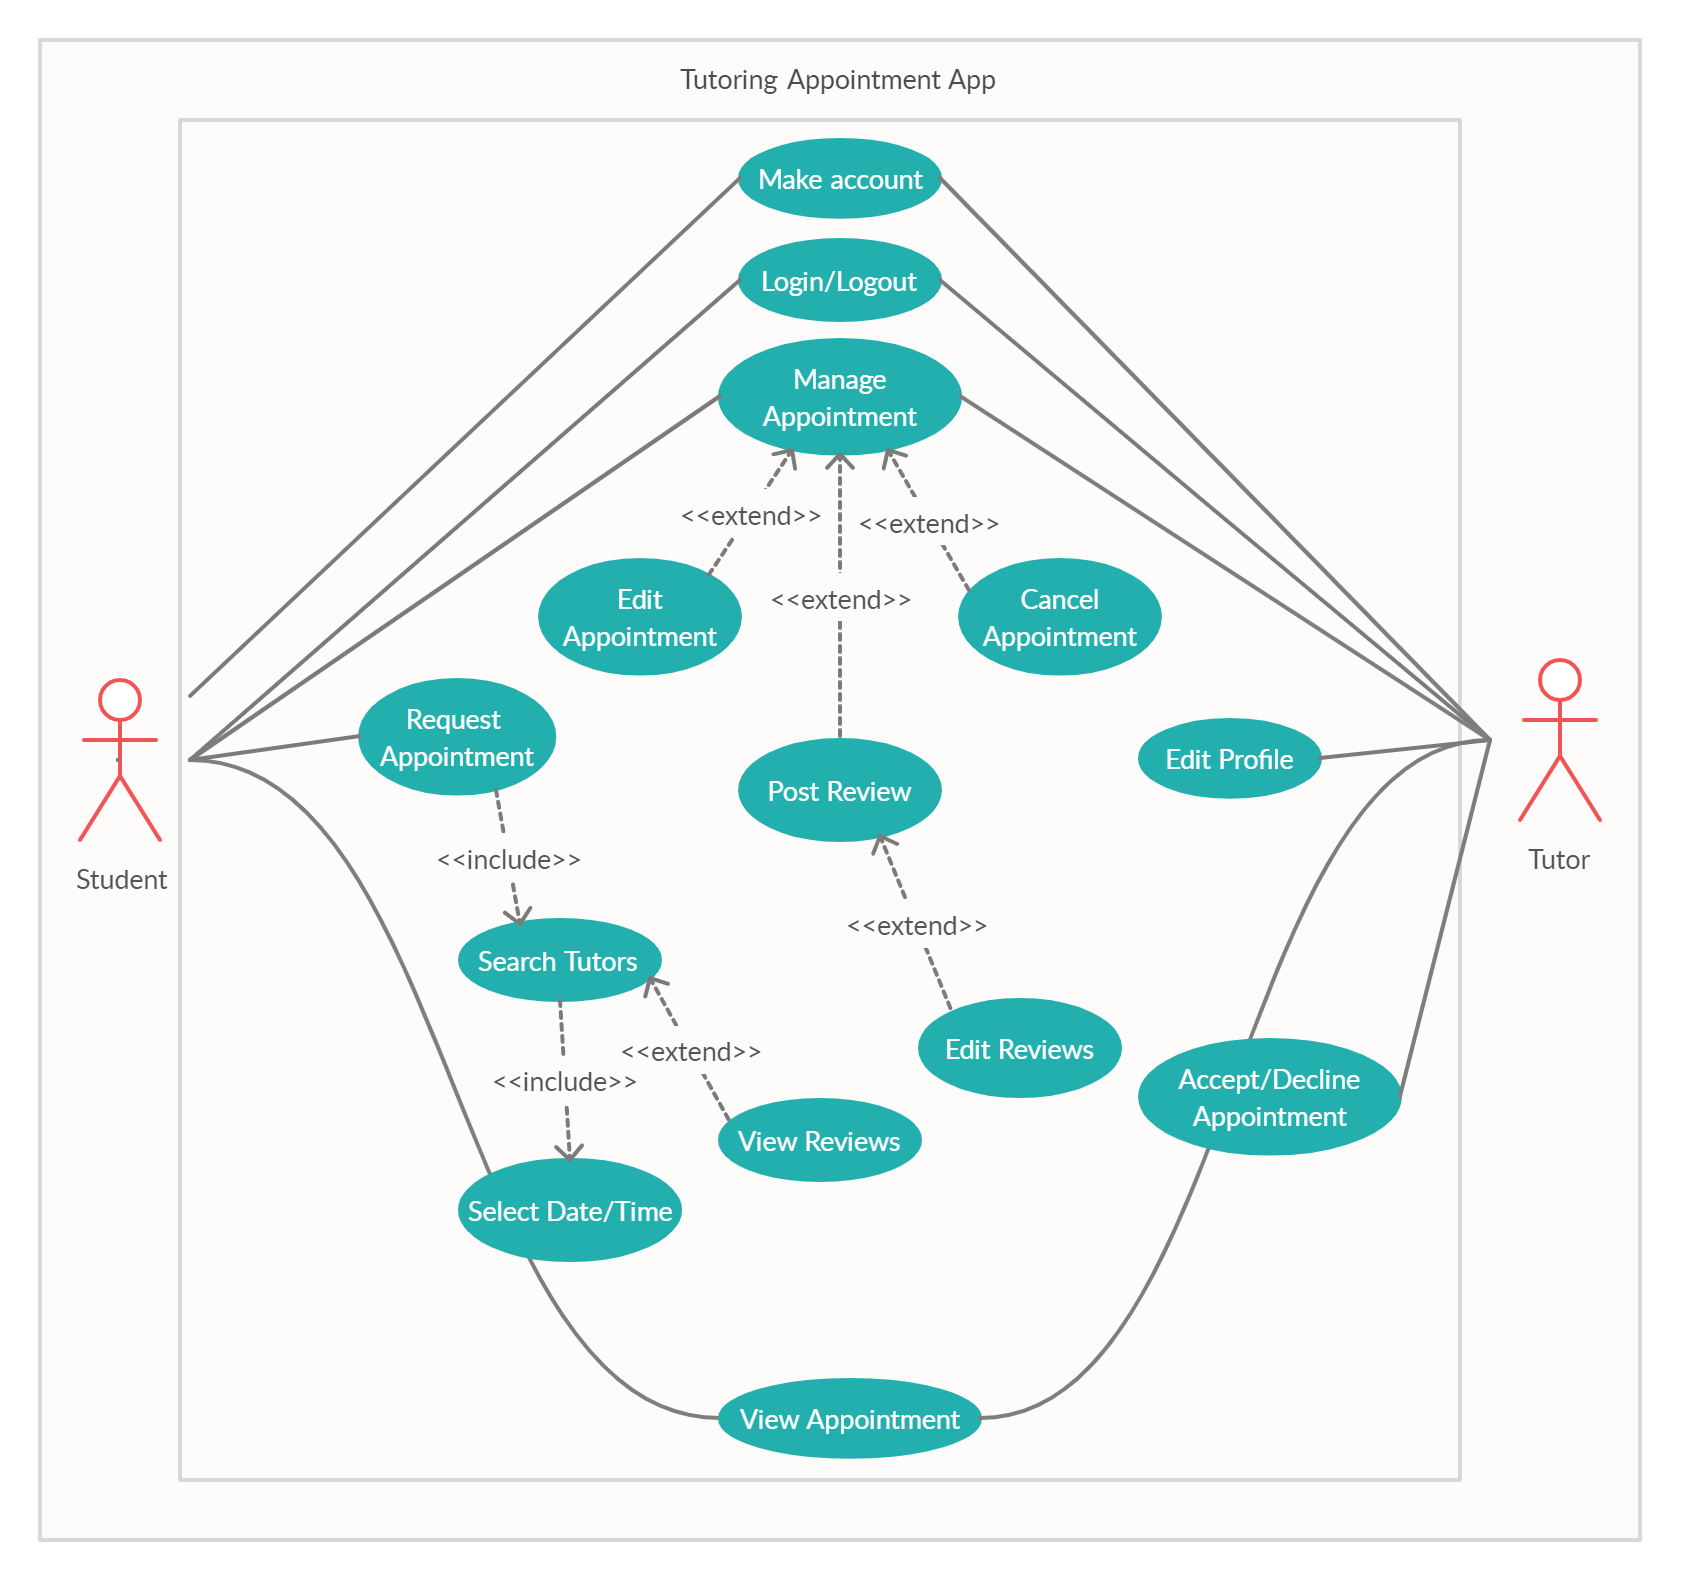 Tutoring Appointment App
Make account
Login/Logout
Manage
Appointment
<<extend>>
<<extend>>
<<extend>>
Edit
Appointment
Cancel
Appointment
Request
Appointment
Post Review
Edit Profile
<<include>>
Student
Tutor
<<extend>>
Search Tutors
<<extend>>
<<include>>
Edit Reviews
Accept/Decline
Appointment
View Reviews
Select Date/Time
View Appointment